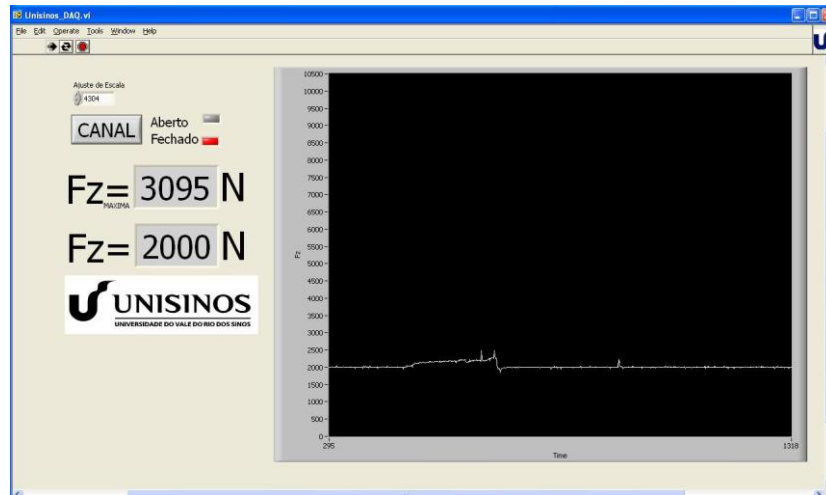 Unisinos_DAQ.vi
File Edit Operate Tools Window Help
Ajuste de Escala
4304
CANAL
Aberto
Fechado
Fz= 3095 N
MAXIMA
Fz= 2000 N
UNISINOS
UNIVERSIDADE DO VALE DO RIO DOS SINOS
10500
10000
9500
9000
8500
8000
7500
7000
6500
6000
5500
5000
4500
4000
3500
3000
2500
2000
1500
1000
500
0
Fz
295
1318
Time